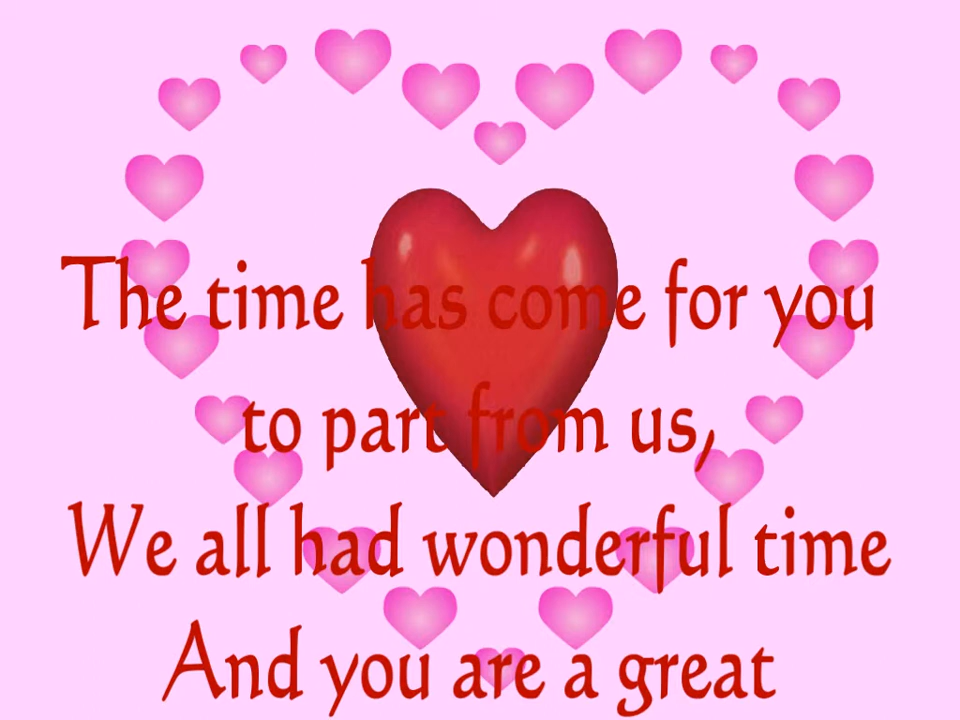 The time has come for you
to part from us,
We all had wonderful time
And you are a great